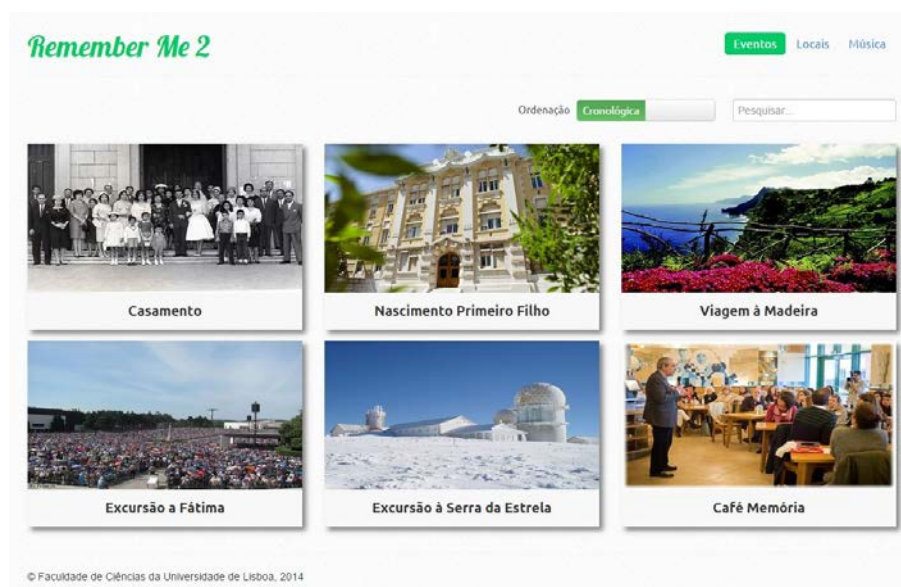 Remember Me 2
Eventos Locais Música
Ordenação Cronológica Pesquisar...
Casamento Nascimento Primeiro Filho Viagem à Madeira
Excursão a Fátima Excursão à Serra da Estrela Café Memória
© Faculdade de Ciências da Universidade de Lisboa, 2014